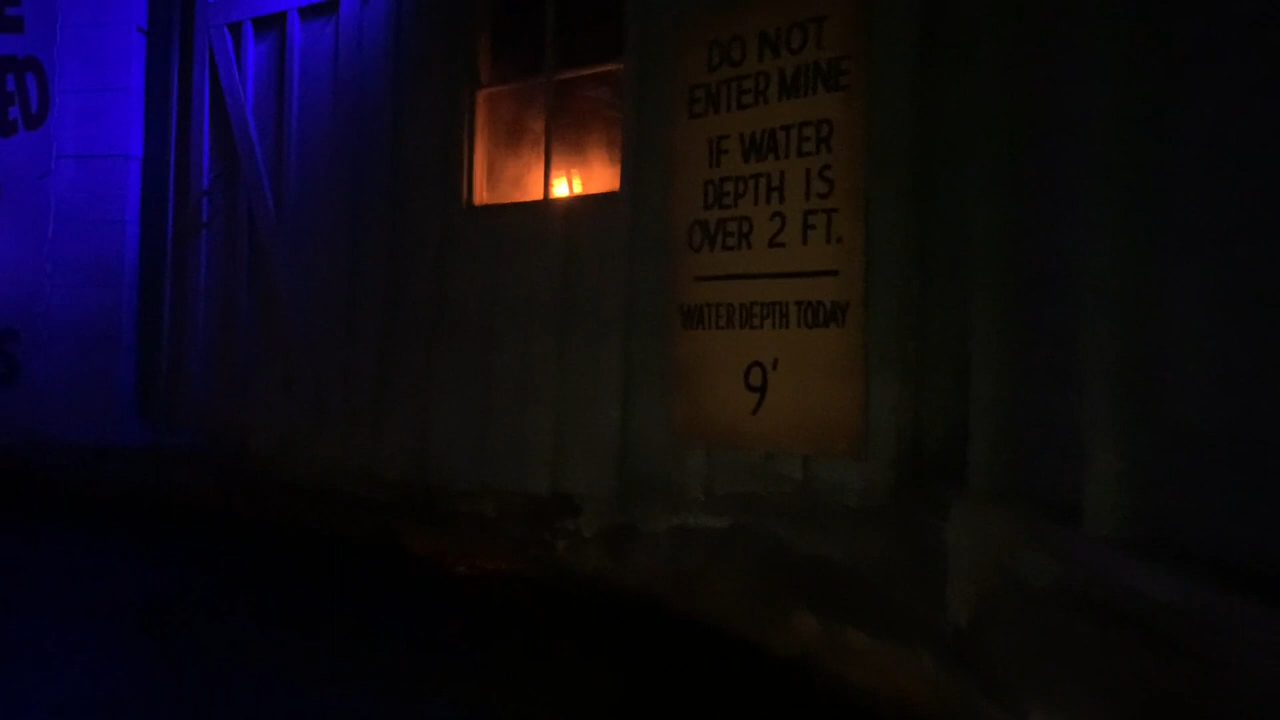 DO NOT
ENTER MINE
IF WATER
DEPTH IS
OVER 2 FT.
WATER DEPTH TODAY
9'